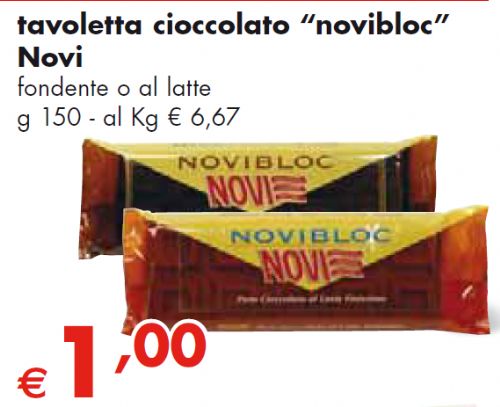 tavoletta cioccolato “novibloc”
Novi
fondente o al latte
g 150 - al Kg € 6,67
NOVIBLOC
NOVI
NOVIBLOC
NOVI
€ 1,00